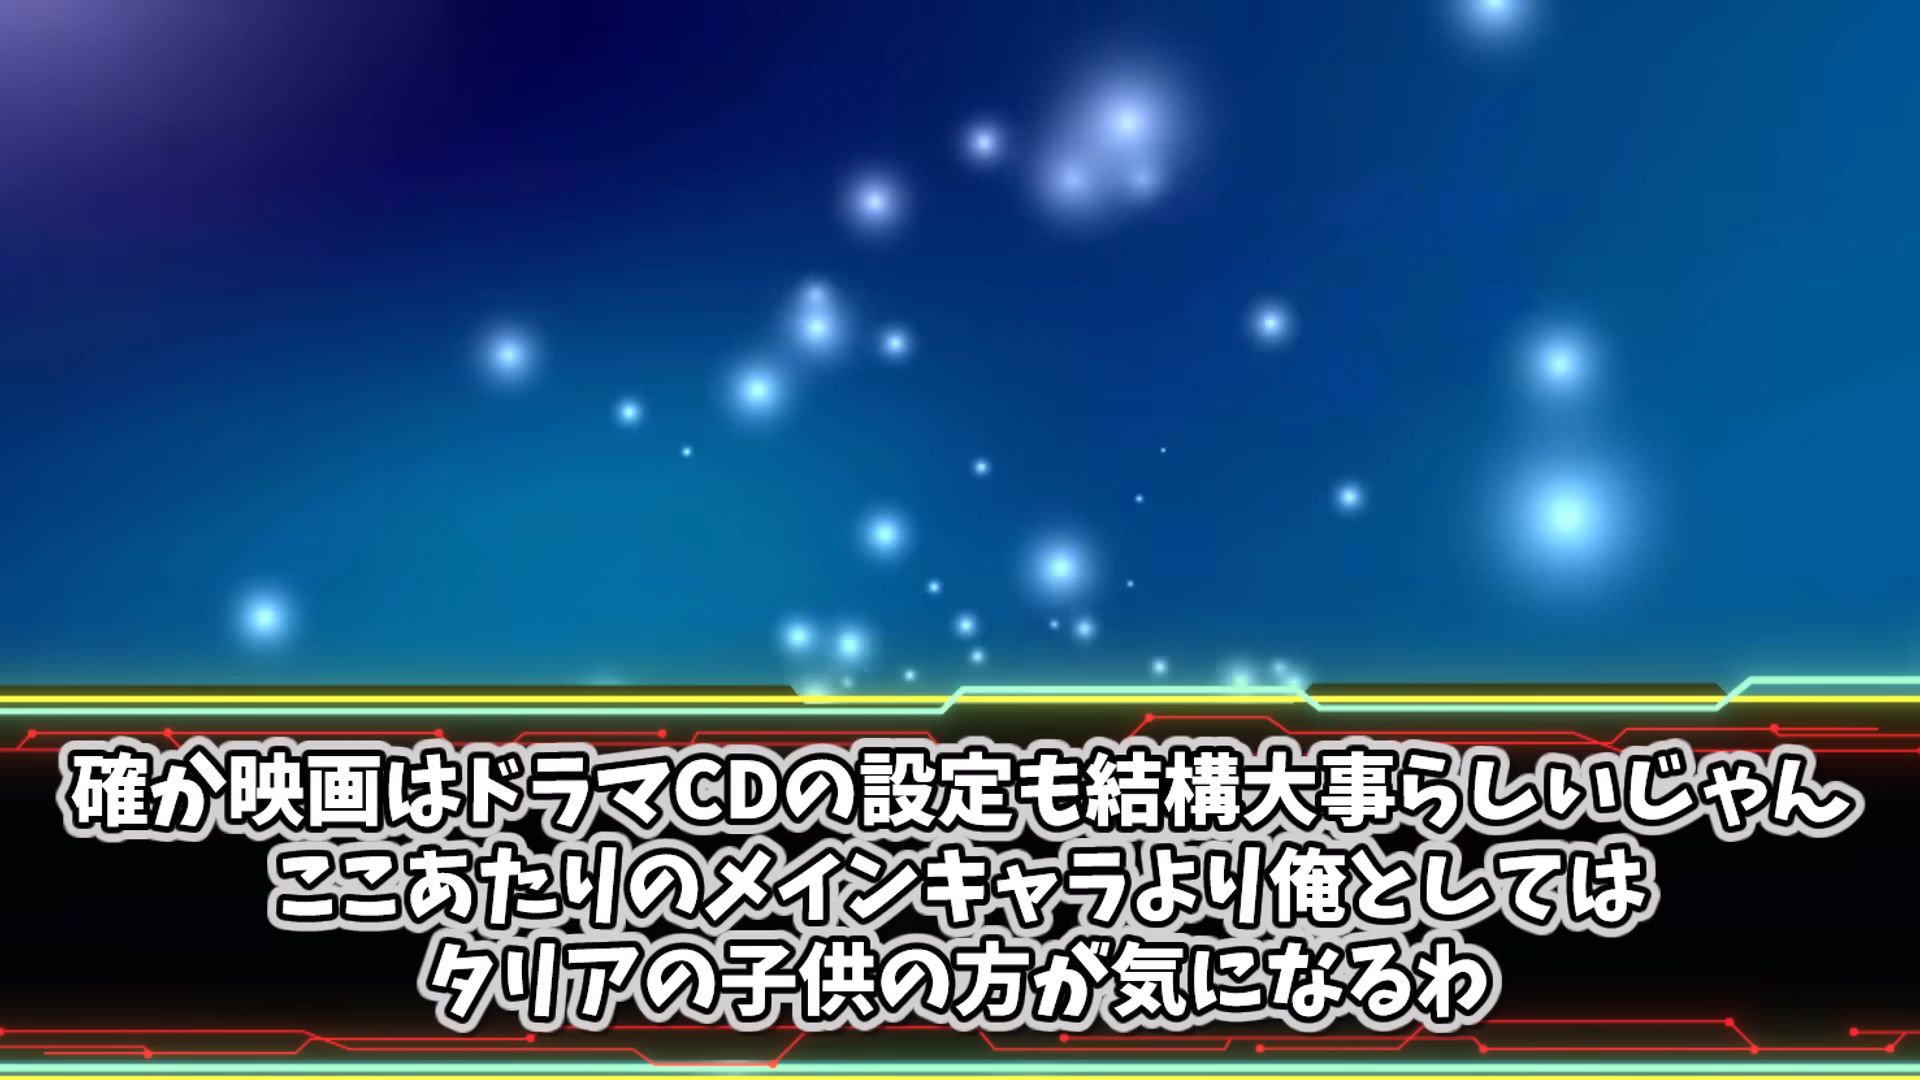 確か映画はドラマCDの設定も結構大事らしいじゃん
ここあたりのメインキャラより俺としては
タリアの子供の方が気になるわ